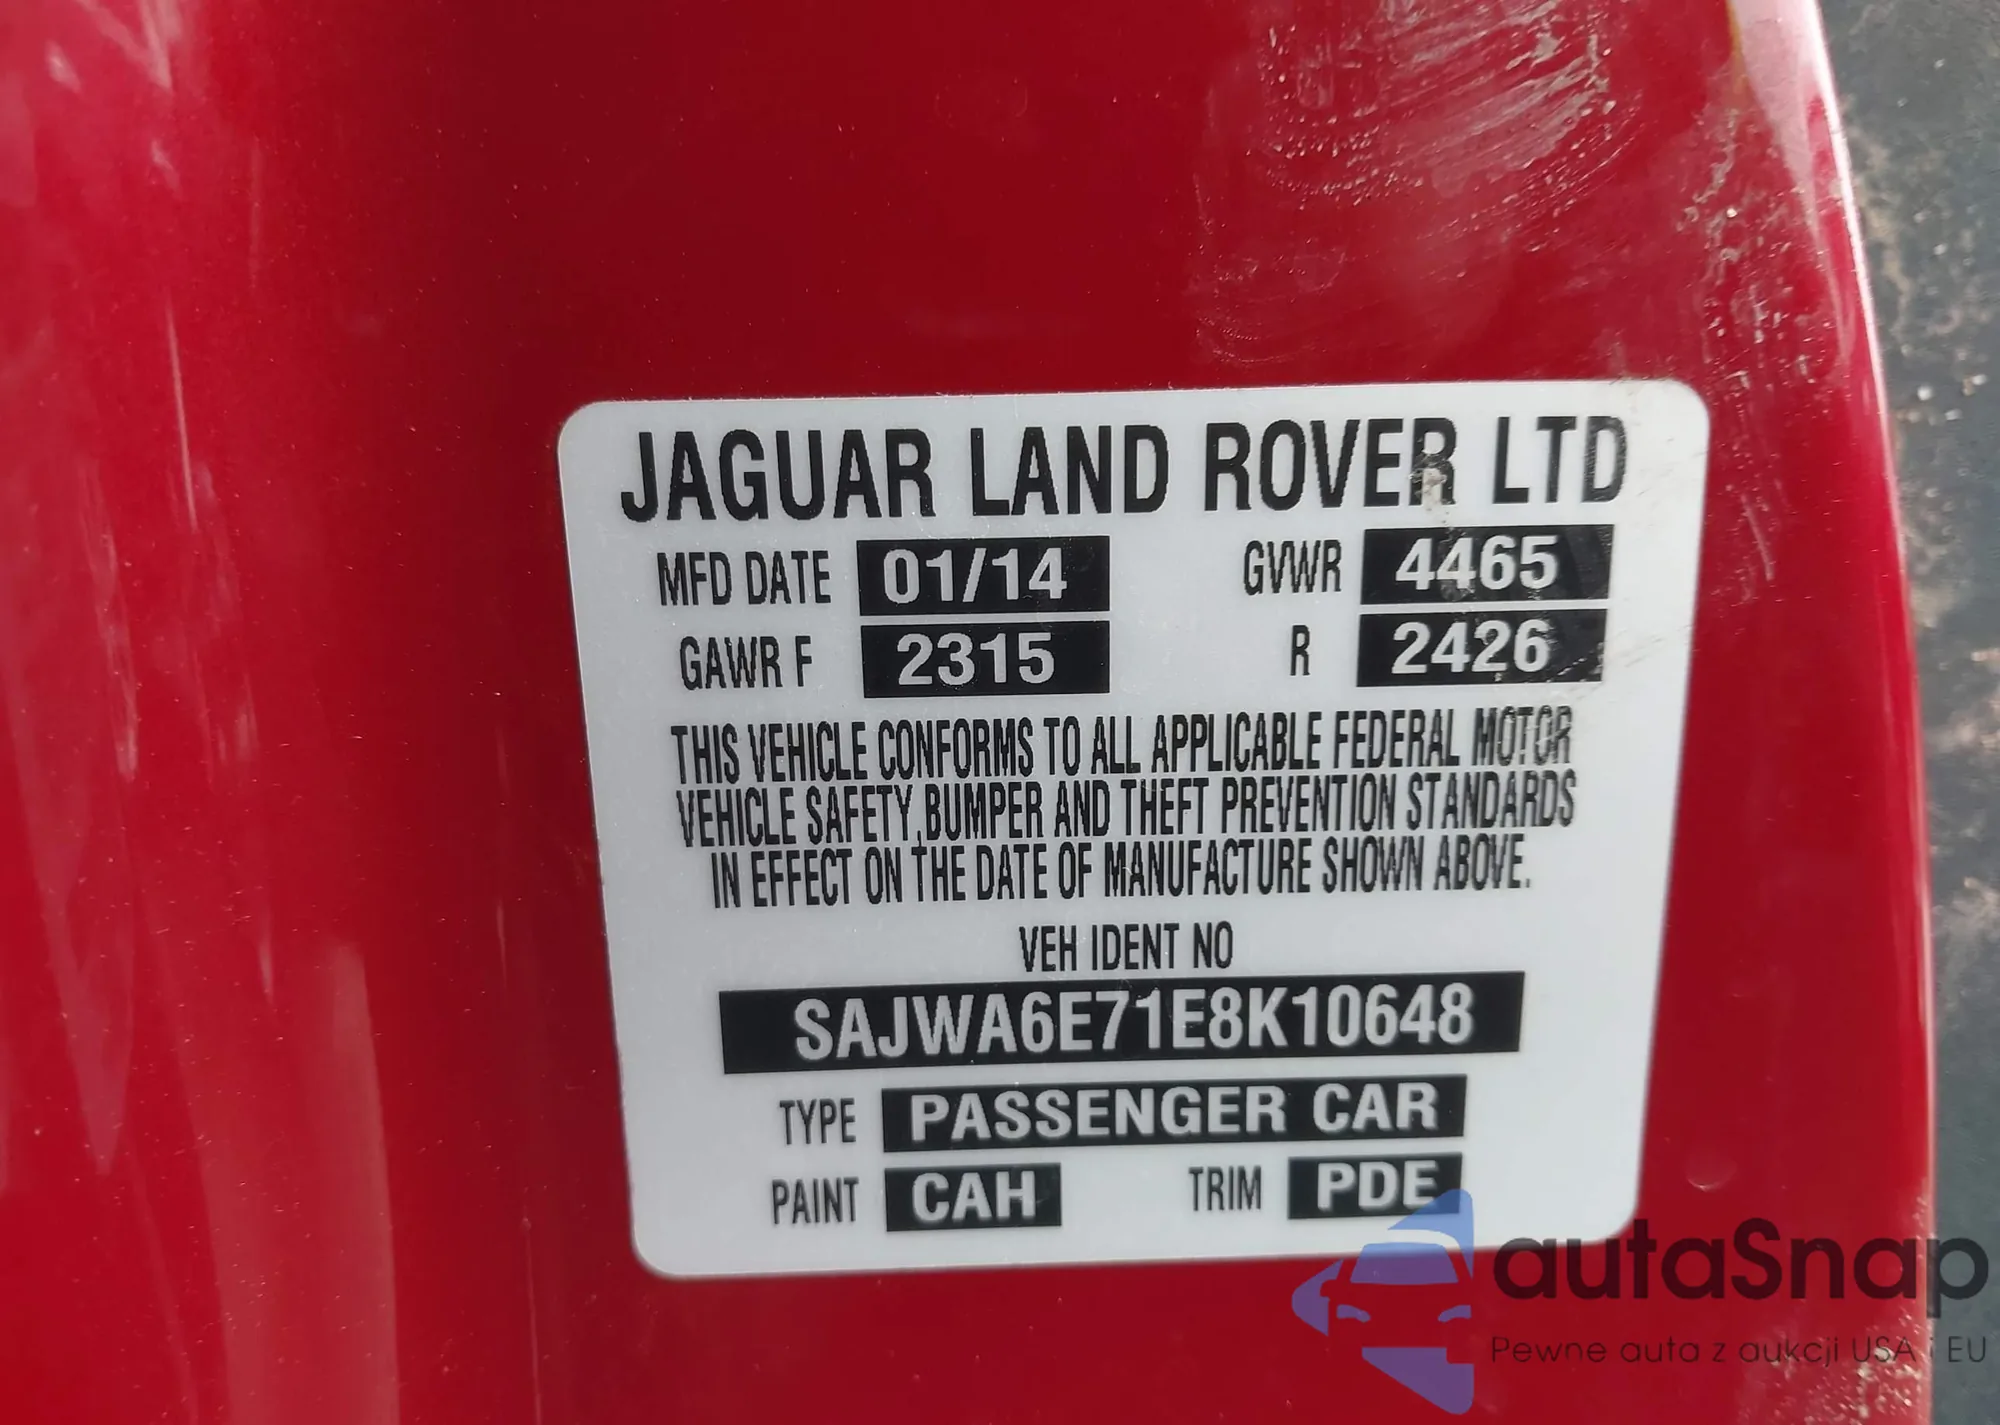 JAGUAR LAND ROVER LTD
MFD DATE 01/14 GVWR 4465
GAWR F 2315 R 2426
THIS VEHICLE CONFORMS TO ALL APPLICABLE FEDERAL MOTOR
VEHICLE SAFETY, BUMPER AND THEFT PREVENTION STANDARDS
IN EFFECT ON THE DATE OF MANUFACTURE SHOWN ABOVE.
VEH IDENT NO
SAJWA6E71E8K10648
TYPE PASSENGER CAR
PAINT CAH TRIM PDE
autaSnap
Pewne auta z aukcji USA i EU